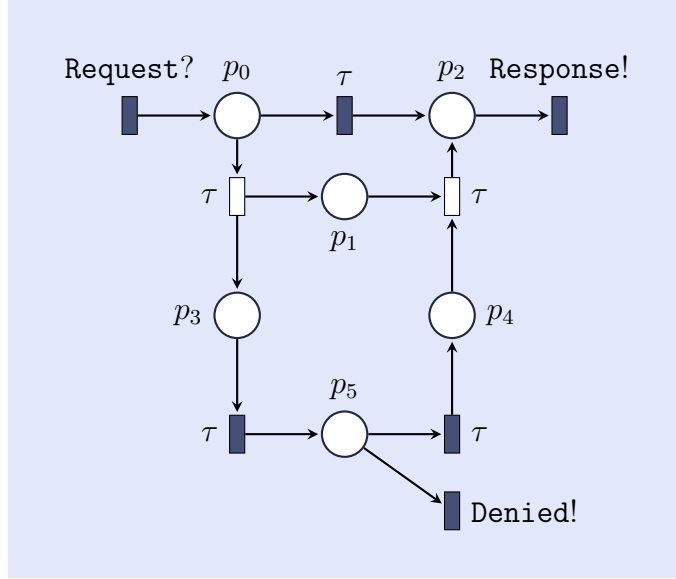 Request? p0 τ p2 Response!
τ p1 τ
p3 p4
p5
τ τ
Denied!